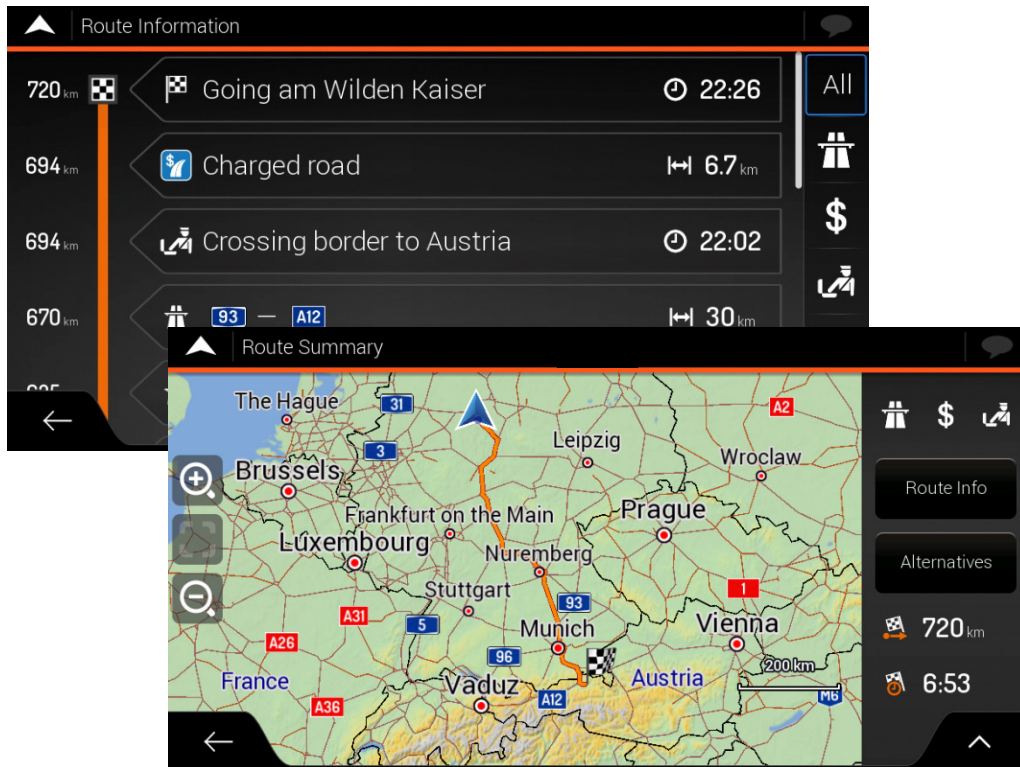 Route Information
720 km
Going am Wilden Kaiser
22:26
All
694 km
Charged road
6.7 km
$
694 km
Crossing border to Austria
22:02
670 km
93 — A12
30 km
Route Summary
The Hague
31
A2
$
3
Leipzig
Brussels
Wroclaw
Route Info
Frankfurt on the Main
Prague
Luxembourg
Nuremberg
Alternatives
Stuttgart
1
93
A31
5
Munich
Vienna
720 km
A26
96
200 km
France
Vaduz
Austria
6:53
A36
A12
M6